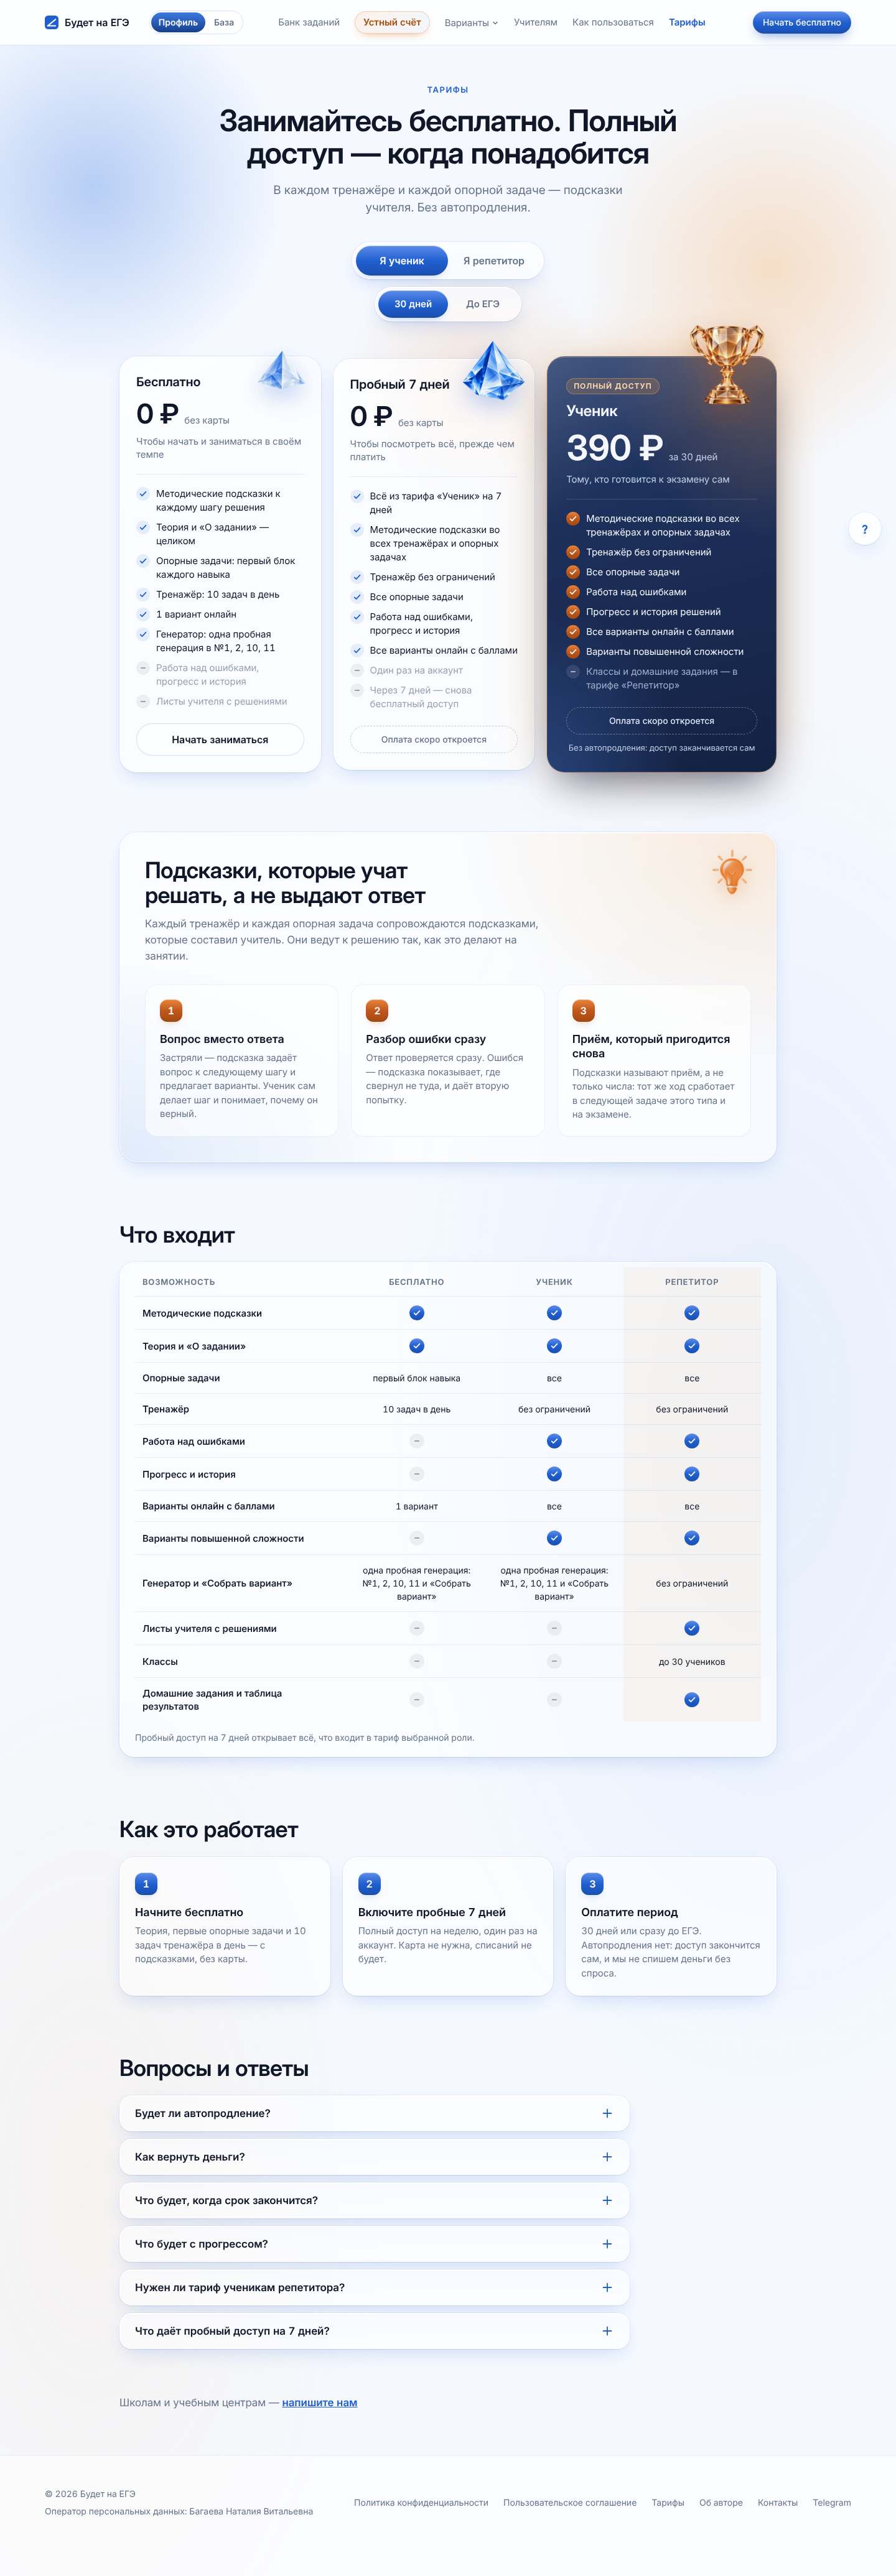 Будет на ЕГЭ
Профиль
База
Банк заданий
Устный счёт
Варианты
Учителям
Как пользоваться
Тарифы
Начать бесплатно
ТАРИФЫ
Занимайтесь бесплатно. Полный
доступ — когда понадобится
В каждом тренажёре и каждой опорной задаче — подсказки
учителя. Без автопродления.
Я ученик
Я репетитор
30 дней
До ЕГЭ
Бесплатно
0 ₽ без карты
Чтобы начать и заниматься в своём
темпе
Методические подсказки к
каждому шагу решения
Теория и «О задании» —
целиком
Опорные задачи: первый блок
каждого навыка
Тренажёр: 10 задач в день
1 вариант онлайн
Генератор: одна пробная
генерация в №1, 2, 10, 11
Работа над ошибками,
прогресс и история
Листы учителя с решениями
Начать заниматься
Пробный 7 дней
0 ₽ без карты
Чтобы посмотреть всё, прежде чем
платить
Всё из тарифа «Ученик» на 7
дней
Методические подсказки во
всех тренажёрах и опорных
задачах
Тренажёр без ограничений
Все опорные задачи
Работа над ошибками,
прогресс и история
Все варианты онлайн с баллами
Один раз на аккаунт
Через 7 дней — снова
бесплатный доступ
Оплата скоро откроется
ПОЛНЫЙ ДОСТУП
Ученик
390 ₽ за 30 дней
Тому, кто готовится к экзамену сам
Методические подсказки во всех
тренажёрах и опорных задачах
Тренажёр без ограничений
Все опорные задачи
Работа над ошибками
Прогресс и история решений
Все варианты онлайн с баллами
Варианты повышенной сложности
Классы и домашние задания — в
тарифе «Репетитор»
Оплата скоро откроется
Без автопродления: доступ заканчивается сам
?
Подсказки, которые учат
решать, а не выдают ответ
Каждый тренажёр и каждая опорная задача сопровождаются подсказками,
которые составил учитель. Они ведут к решению так, как это делают на
занятии.
1
Вопрос вместо ответа
Застряли — подсказка задаёт
вопрос к следующему шагу и
предлагает варианты. Ученик сам
делает шаг и понимает, почему он
верный.
2
Разбор ошибки сразу
Ответ проверяется сразу. Ошибся
— подсказка показывает, где
свернул не туда, и даёт вторую
попытку.
3
Приём, который пригодится
снова
Подсказки называют приём, а не
только числа: тот же ход сработает
в следующей задаче этого типа и
на экзамене.
Что входит
ВОЗМОЖНОСТЬ БЕСПЛАТНО УЧЕНИК РЕПЕТИТОР
Методические подсказки
Теория и «О задании»
Опорные задачи первый блок навыка все все
Тренажёр 10 задач в день без ограничений без ограничений
Работа над ошибками
Прогресс и история
Варианты онлайн с баллами 1 вариант все все
Варианты повышенной сложности
Генератор и «Собрать вариант»
одна пробная генерация:
№1, 2, 10, 11 и «Собрать
вариант»
одна пробная генерация:
№1, 2, 10, 11 и «Собрать
вариант»
без ограничений
Листы учителя с решениями
Классы до 30 учеников
Домашние задания и таблица
результатов
Пробный доступ на 7 дней открывает всё, что входит в тариф выбранной роли.
Как это работает
1
Начните бесплатно
Теория, первые опорные задачи и 10
задач тренажёра в день — с
подсказками, без карты.
2
Включите пробные 7 дней
Полный доступ на неделю, один раз на
аккаунт. Карта не нужна, списаний не
будет.
3
Оплатите период
30 дней или сразу до ЕГЭ.
Автопродления нет: доступ закончится
сам, и мы не спишем деньги без
спроса.
Вопросы и ответы
Будет ли автопродление?
Как вернуть деньги?
Что будет, когда срок закончится?
Что будет с прогрессом?
Нужен ли тариф ученикам репетитора?
Что даёт пробный доступ на 7 дней?
Школам и учебным центрам — напишите нам
© 2026 Будет на ЕГЭ
Оператор персональных данных: Багаева Наталия Витальевна
Политика конфиденциальности
Пользовательское соглашение
Тарифы
Об авторе
Контакты
Telegram